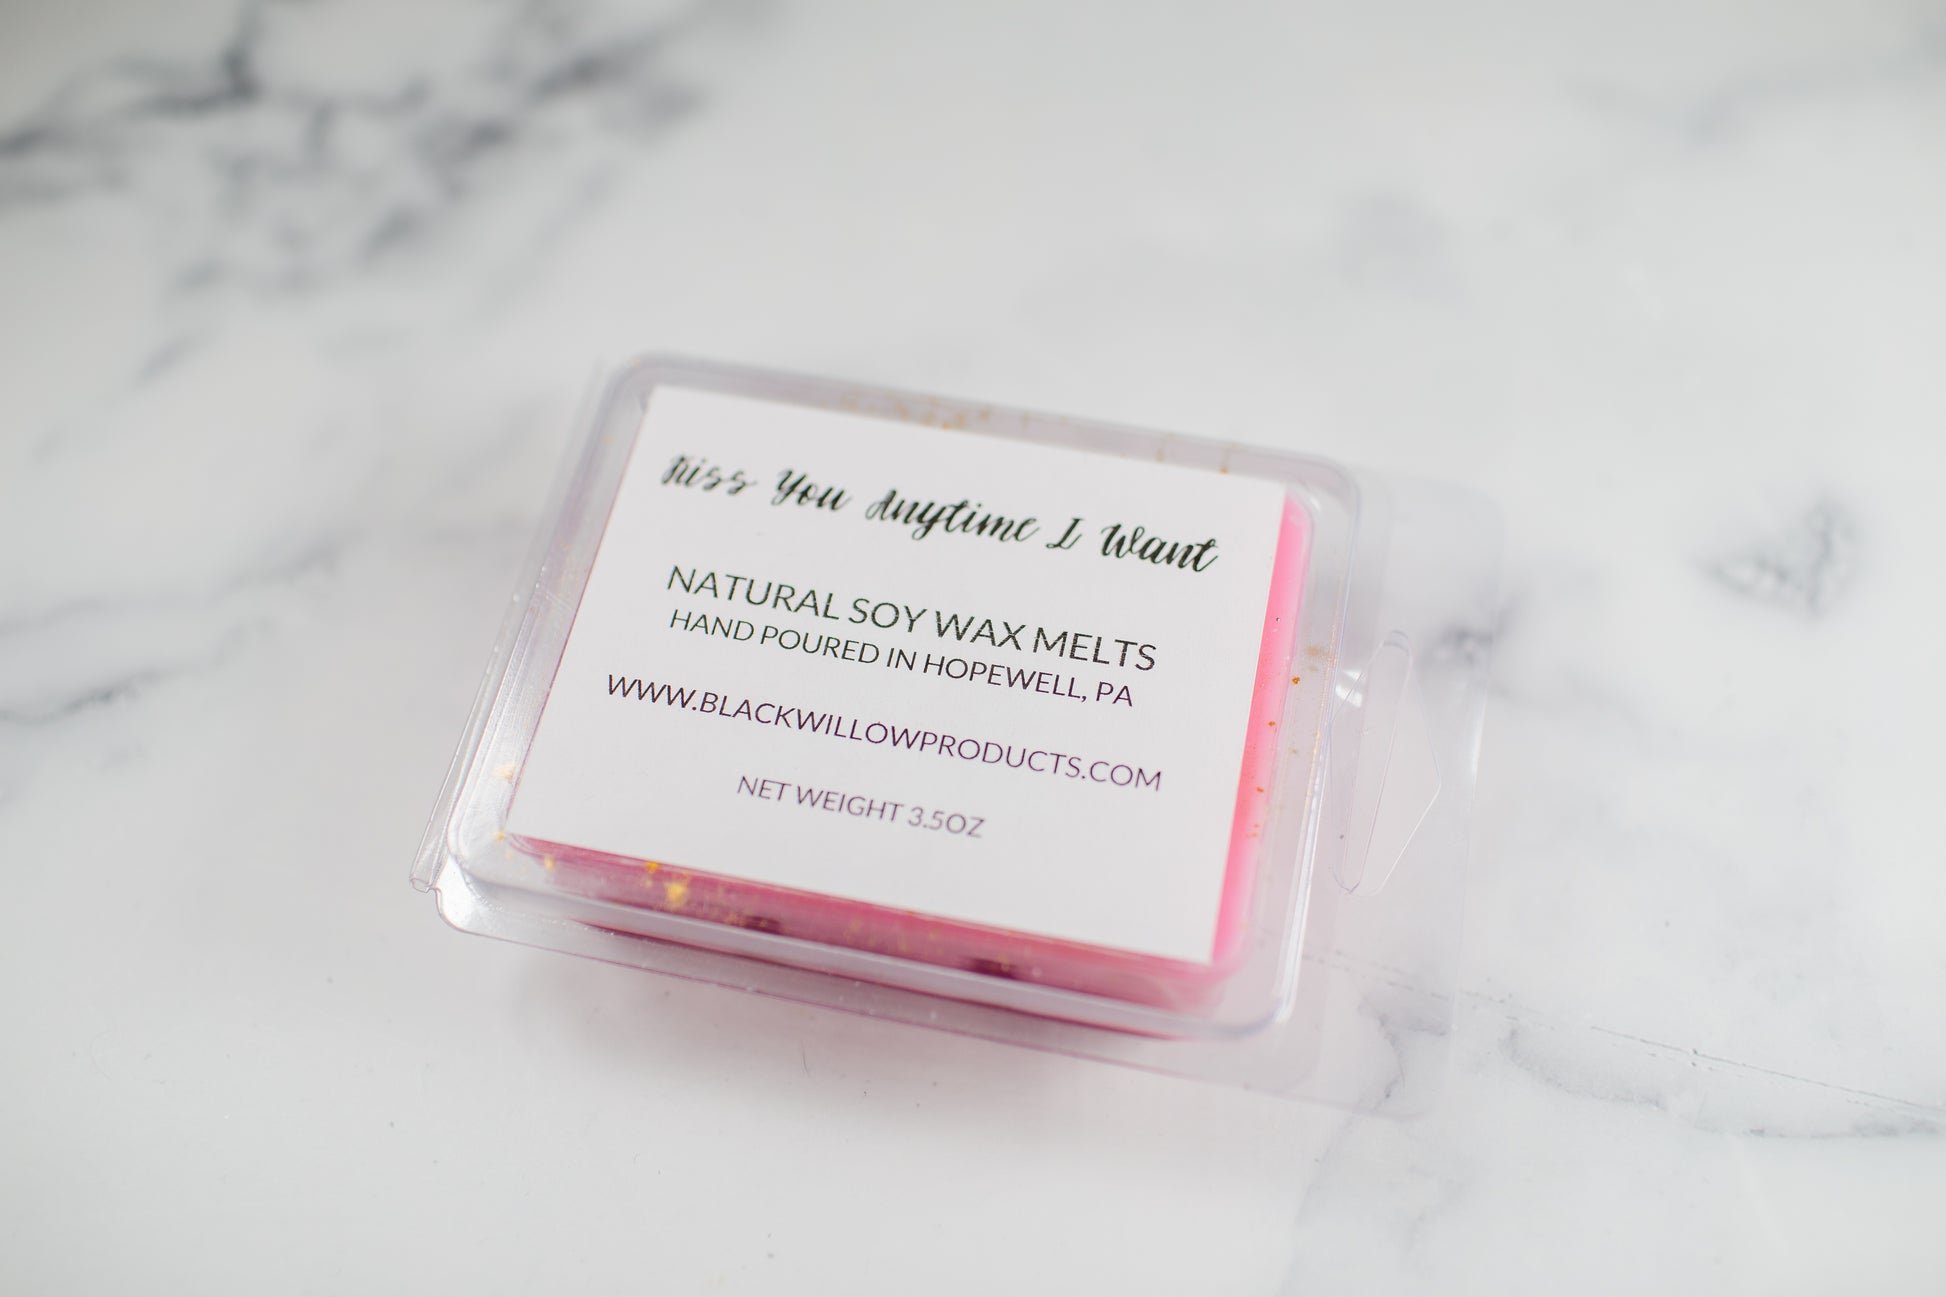 Kiss You Anytime I Want
NATURAL SOY WAX MELTS
HAND POURED IN HOPEWELL, PA
WWW.BLACKWILLOWPRODUCTS.COM
NET WEIGHT 3.5OZ